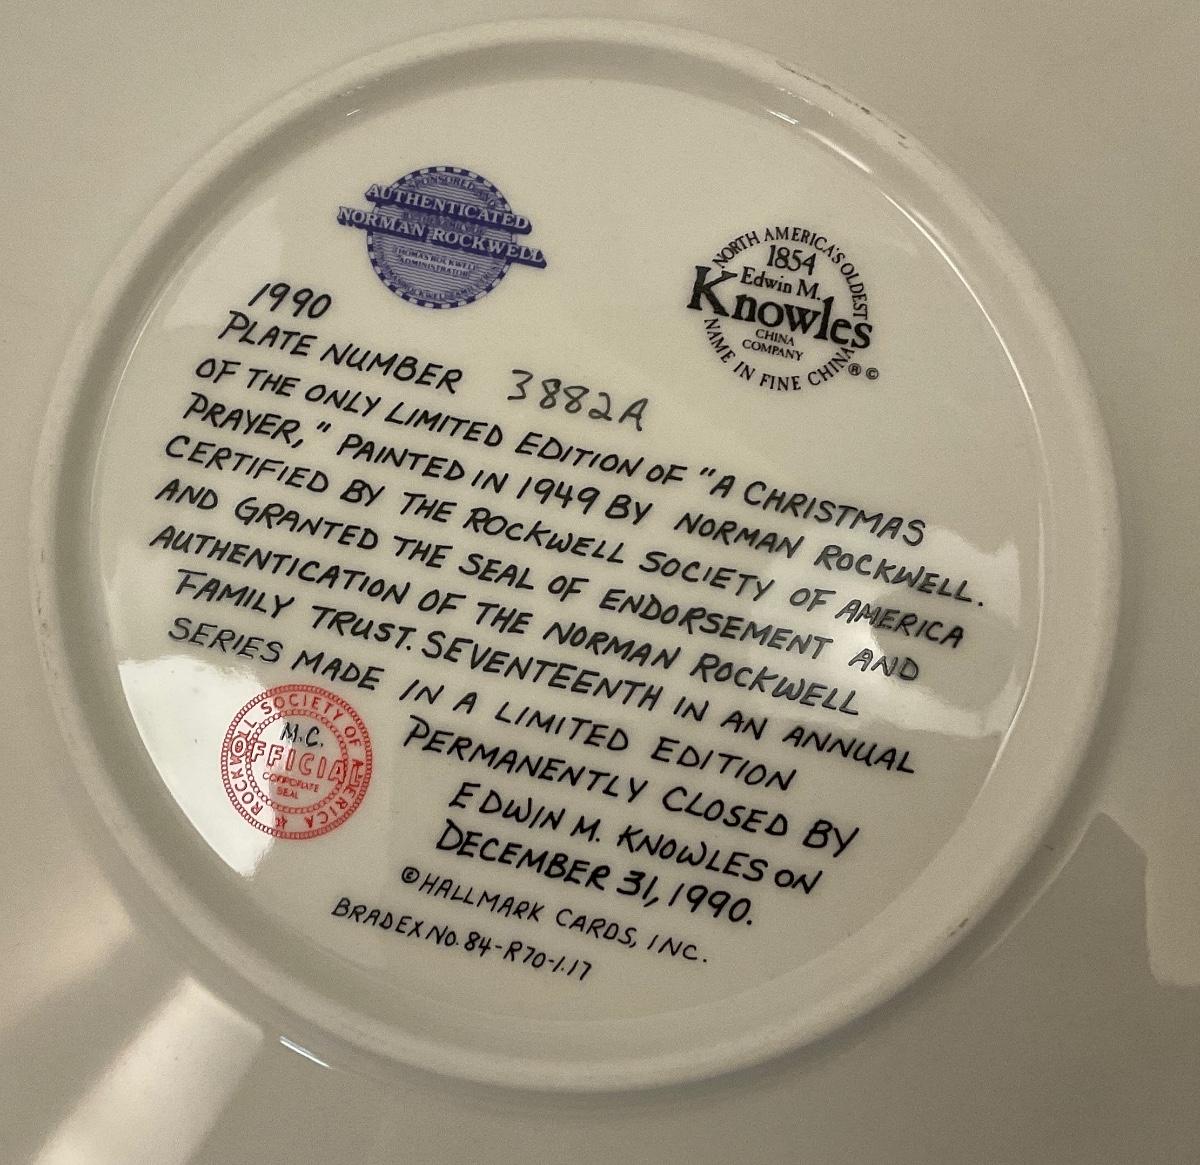 SPONSORED
AUTHENTICATED
NORMAN ROCKWELL
THOMAS ROCKWELL
ADMINISTRATOR
NORTH AMERICA'S OLDEST
1854
Edwin M.
Knowles
CHINA
COMPANY
NAME IN FINE CHINA ® ©
1990
PLATE NUMBER 3882A
OF THE ONLY LIMITED EDITION OF "A CHRISTMAS
PRAYER," PAINTED IN 1949 BY NORMAN ROCKWELL.
CERTIFIED BY THE ROCKWELL SOCIETY OF AMERICA
AND GRANTED THE SEAL OF ENDORSEMENT AND
AUTHENTICATION OF THE NORMAN ROCKWELL
FAMILY TRUST. SEVENTEENTH IN AN ANNUAL
SERIES MADE IN A LIMITED EDITION
PERMANENTLY CLOSED BY
EDWIN M. KNOWLES ON
DECEMBER 31, 1990.
© HALLMARK CARDS, INC.
BRADEX NO. 84-R70-1.17
ROCKWELL SOCIETY OF AMERICA
M.C.
OFFICIAL
CORPORATE
SEAL